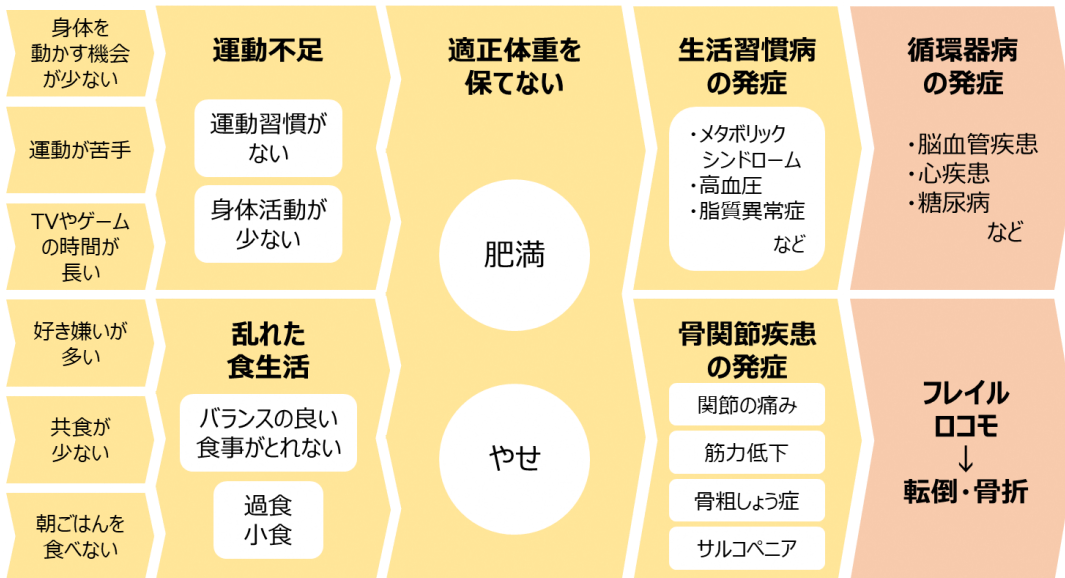 身体を
動かす機会
が少ない
運動が苦手
TVやゲーム
の時間が
長い
好き嫌いが
多い
共食が
少ない
朝ごはんを
食べない
運動不足
運動習慣が
ない
身体活動が
少ない
乱れた
食生活
バランスの良い
食事がとれない
過食
小食
適正体重を
保てない
肥満
やせ
生活習慣病
の発症
・メタボリック
シンドローム
・高血圧
・脂質異常症
など
骨関節疾患
の発症
関節の痛み
筋力低下
骨粗しょう症
サルコペニア
循環器病
の発症
・脳血管疾患
・心疾患
・糖尿病
など
フレイル
ロコモ
↓
転倒・骨折